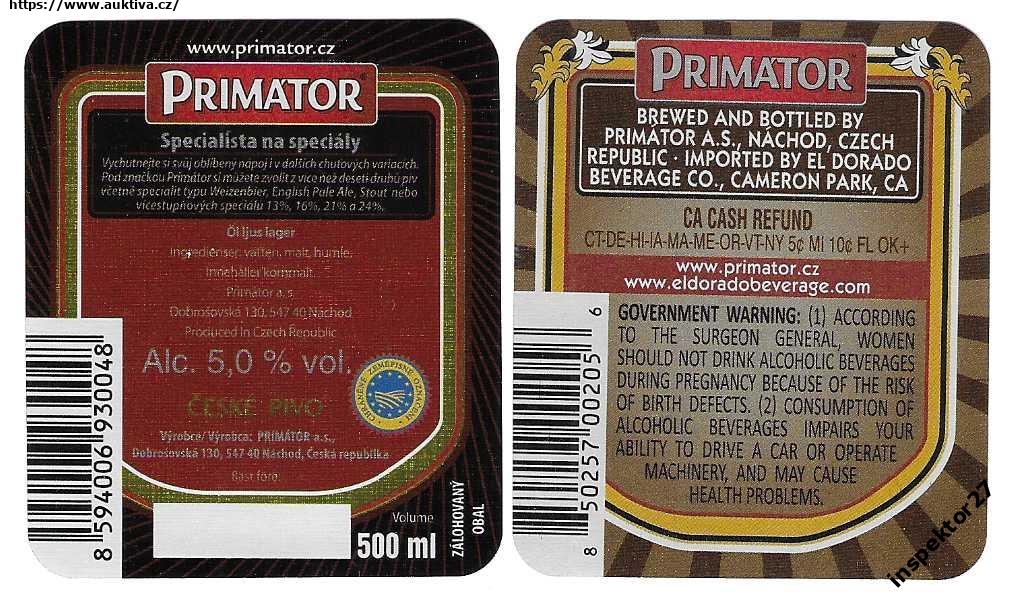 https://www.auktiva.cz/
www.primator.cz
PRIMÁTOR
Specialista na speciály
Vychutnejte si svůj oblíbený nápoj i v dalších chuťových variacích.
Pod značkou Primátor si můžete zvolit z více než deseti druhů piv
včetně specialit typu Weizenbier, English Pale Ale, Stout nebo
vícestupňových speciálů 13%, 16%, 21% a 24%.
Öl ljus lager
Ingredienser: vatten, malt, humle.
Innehåller kornmalt.
Primátor a. s.
Dobrošovská 130, 547 40 Náchod
Produced in Czech Republic
Alc. 5,0 % vol.
CHRÁNĚNÉ ZEMĚPISNÉ OZNAČENÍ
ČESKÉ PIVO
Výrobce/Výrobca: PRIMÁTOR a.s.,
Dobrošovská 130, 547 40 Náchod, Česká republika
Bäst före:
Volume
500 ml
ZÁLOHOVANÝ
OBAL
8 594006 930048
PRIMÁTOR
BREWED AND BOTTLED BY
PRIMÁTOR A.S., NÁCHOD, CZECH
REPUBLIC · IMPORTED BY EL DORADO
BEVERAGE CO., CAMERON PARK, CA
CA CASH REFUND
CT-DE-HI-IA-MA-ME-OR-VT-NY 5¢ MI 10¢ FL OK+
www.primator.cz
www.eldoradobeverage.com
GOVERNMENT WARNING: (1) ACCORDING
TO THE SURGEON GENERAL, WOMEN
SHOULD NOT DRINK ALCOHOLIC BEVERAGES
DURING PREGNANCY BECAUSE OF THE RISK
OF BIRTH DEFECTS. (2) CONSUMPTION OF
ALCOHOLIC BEVERAGES IMPAIRS YOUR
ABILITY TO DRIVE A CAR OR OPERATE
MACHINERY, AND MAY CAUSE
HEALTH PROBLEMS.
8 50257 00205 6
inspektor27